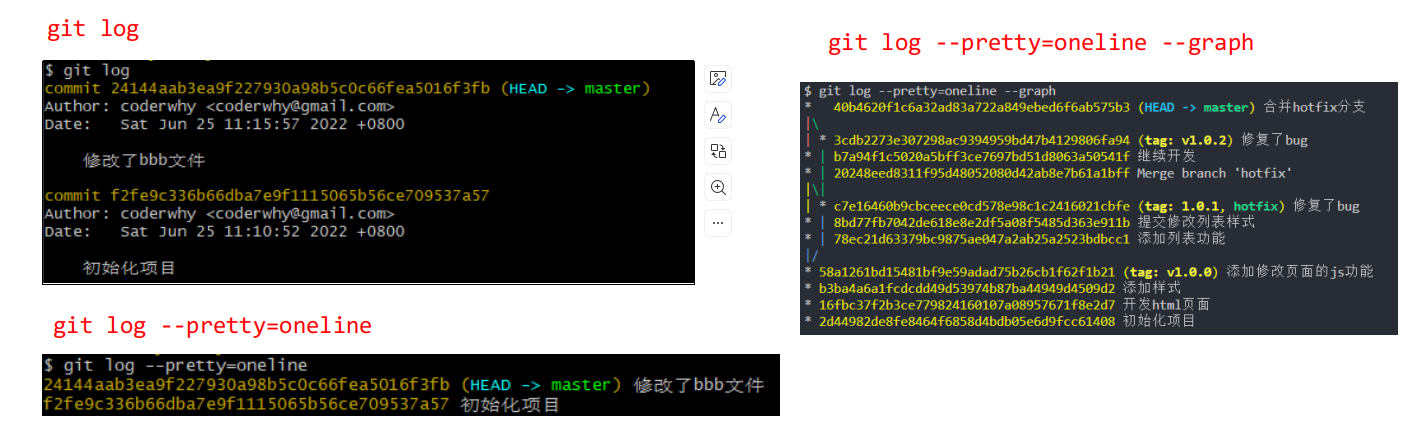 git log
$ git log
commit 24144aab3ea9f227930a98b5c0c66fea5016f3fb (HEAD -> master)
Author: coderwhy <coderwhy@gmail.com>
Date:   Sat Jun 25 11:15:57 2022 +0800
修改了bbb文件
commit f2fe9c336b66dba7e9f1115065b56ce709537a57
Author: coderwhy <coderwhy@gmail.com>
Date:   Sat Jun 25 11:10:52 2022 +0800
初始化项目
git log --pretty=oneline
$ git log --pretty=oneline
24144aab3ea9f227930a98b5c0c66fea5016f3fb (HEAD -> master) 修改了bbb文件
f2fe9c336b66dba7e9f1115065b56ce709537a57 初始化项目
git log --pretty=oneline --graph
$ git log --pretty=oneline --graph
*   40b4620f1c6a32ad83a722a849ebed6f6ab575b3 (HEAD -> master) 合并hotfix分支
|\
| * 3cdb2273e307298ac9394959bd47b4129806fa94 (tag: v1.0.2) 修复了bug
* | b7a94f1c5020a5bff3ce7697bd51d8063a50541f 继续开发
* | 20248eed8311f95d48052080d42ab8e7b61a1bff Merge branch 'hotfix'
|\|
| * c7e16460b9cbceece0cd578e98c1c2416021cbfe (tag: 1.0.1, hotfix) 修复了bug
* | 8bd77fb7042de618e8e2df5a08f5485d363e911b 提交修改列表样式
* | 78ec21d63379bc9875ae047a2ab25a2523bdbcc1 添加列表功能
|/
* 58a1261bd15481bf9e59adad75b26cb1f62f1b21 (tag: v1.0.0) 添加修改页面的js功能
* b3ba4a6a1fcdcdd49d53974b87ba44949d4509d2 添加样式
* 16fbc37f2b3ce779824160107a08957671f8e2d7 开发html页面
* 2d44982de8fe8464f6858d4bdb05e6d9fcc61408 初始化项目